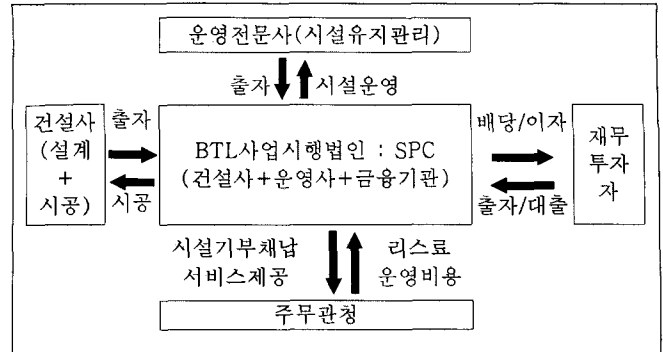 운영전문사(시설유지관리)
출자 시설운영
건설사
(설계
+
시공)
출자
시공
BTL사업시행법인 : SPC
(건설사+운영사+금융기관)
배당/이자
출자/대출
재무
투자
자
시설기부채납
서비스제공
리스료
운영비용
주무관청